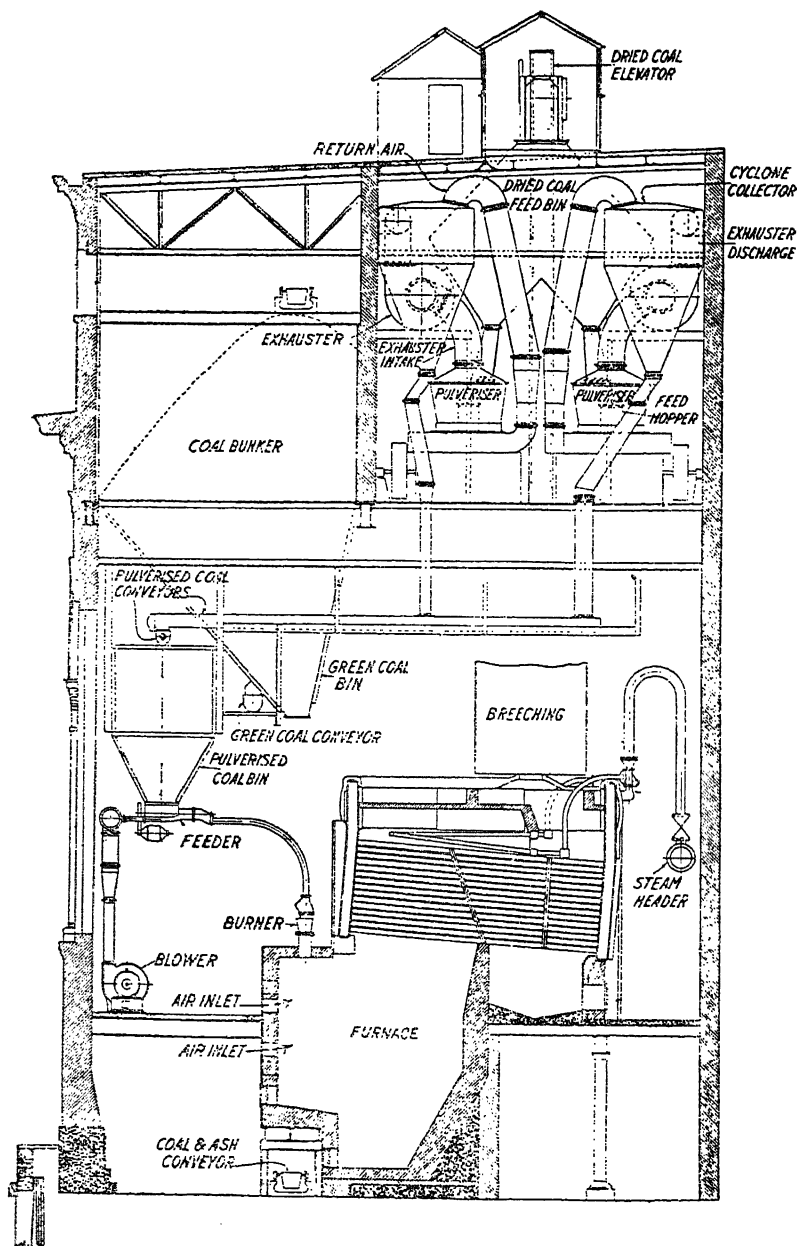 DRIED COAL
ELEVATOR
RETURN AIR
DRIED COAL
FEED BIN
CYCLONE
COLLECTOR
EXHAUSTER
DISCHARGE
EXHAUSTER
EXHAUSTER
INTAKE
PULVERISER
PULVERISER
FEED
HOPPER
COAL BUNKER
PULVERISED COAL
CONVEYORS
GREEN COAL
BIN
BREECHING
GREEN COAL CONVEYOR
PULVERISED
COAL BIN
FEEDER
STEAM
HEADER
BURNER
BLOWER
AIR INLET
FURNACE
AIR INLET
COAL & ASH
CONVEYOR